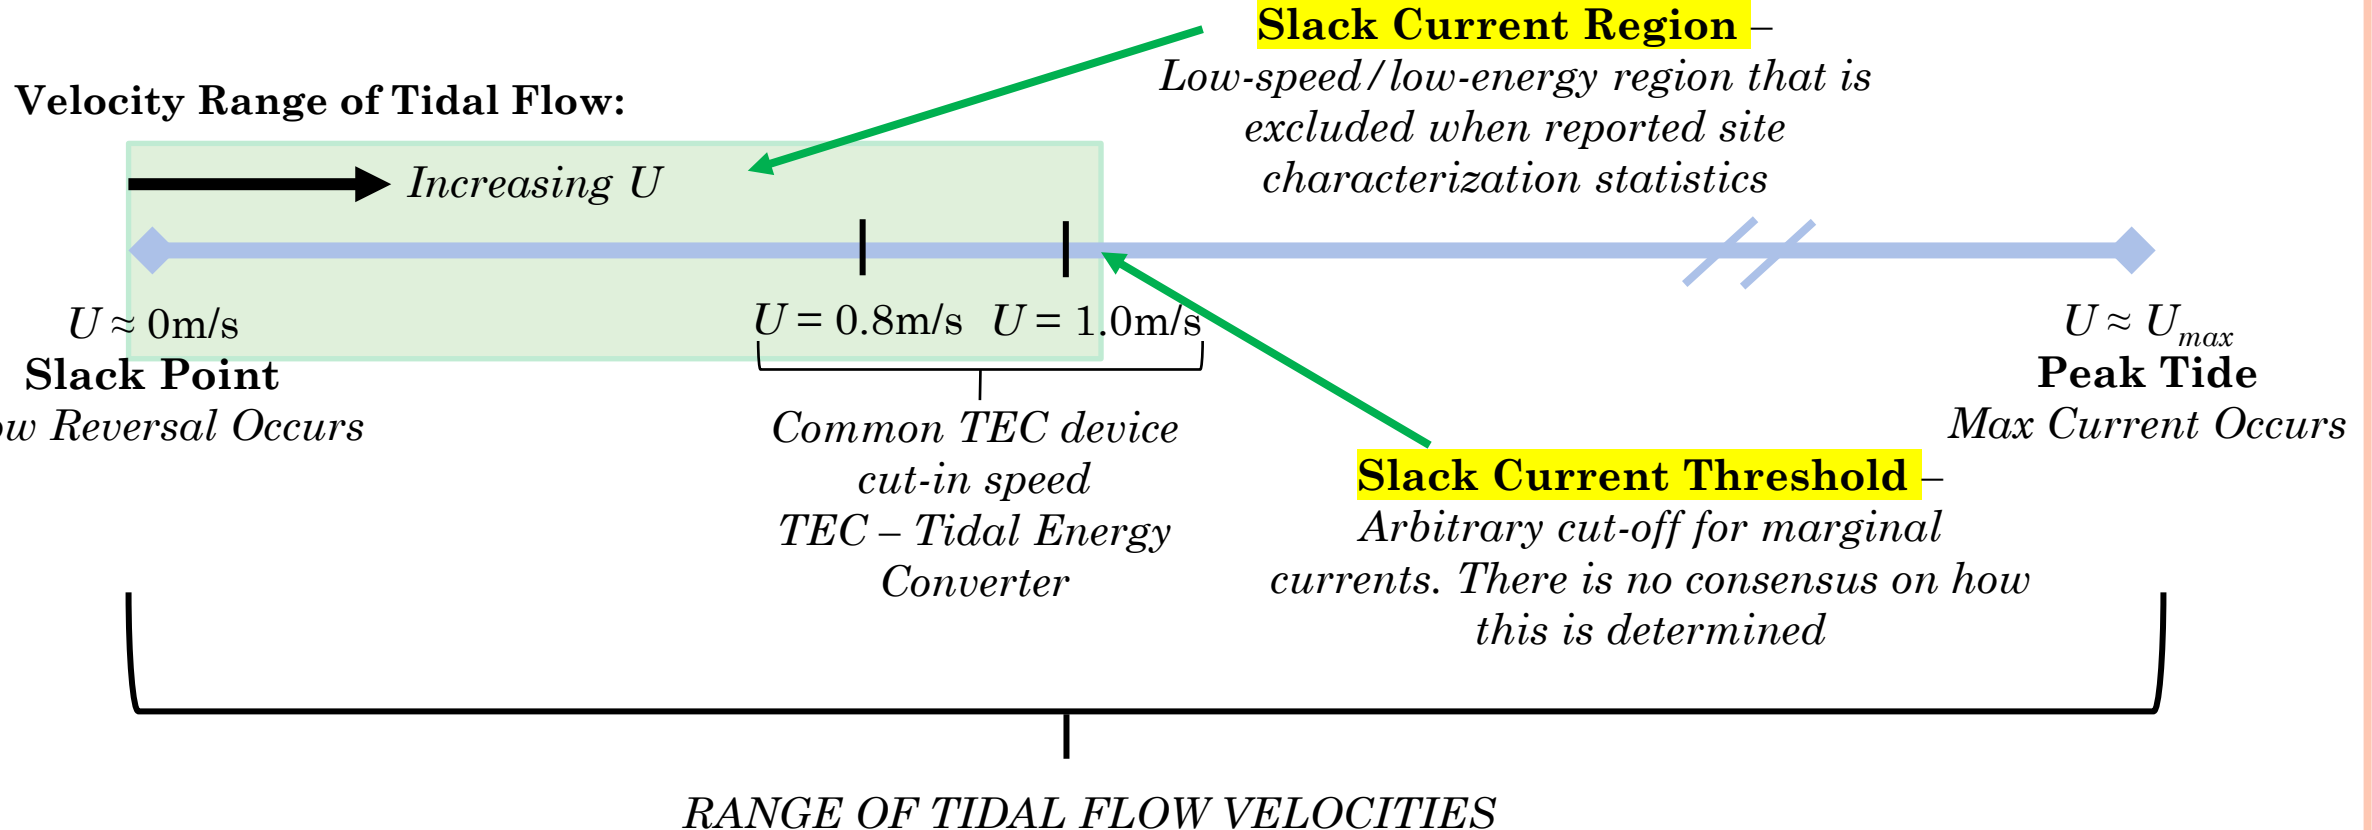 Slack Current Region –
Low-speed/low-energy region that is
excluded when reported site
characterization statistics
Velocity Range of Tidal Flow:
Increasing U
U ≈ 0m/s
Slack Point
Reversal Occurs
U = 0.8m/s
U = 1.0m/s
Common TEC device
cut-in speed
TEC – Tidal Energy
Converter
U ≈ Umax
Peak Tide
Max Current Occurs
Slack Current Threshold –
Arbitrary cut-off for marginal
currents. There is no consensus on how
this is determined
RANGE OF TIDAL FLOW VELOCITIES